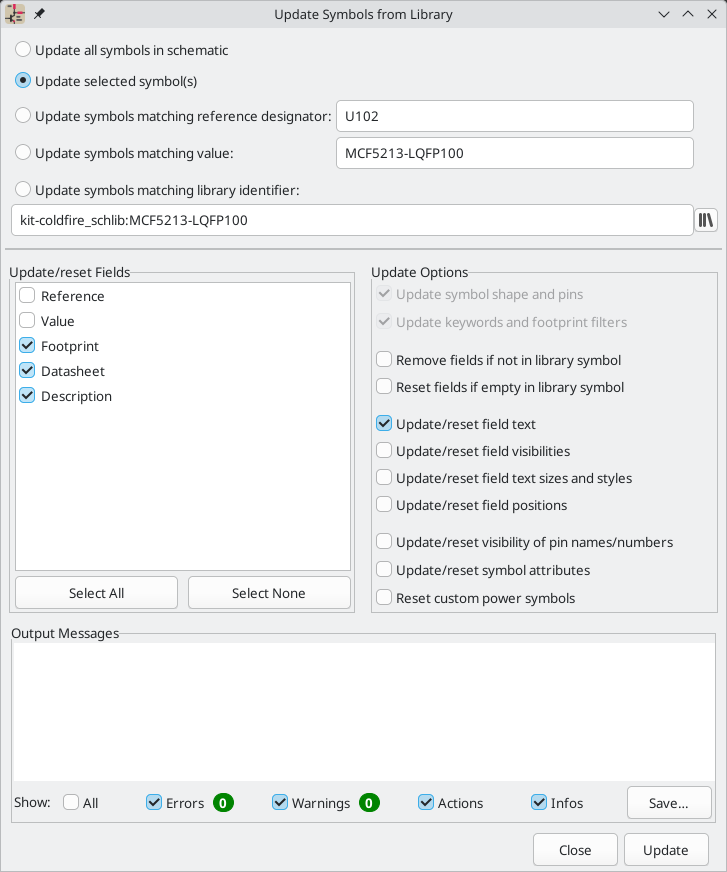 Update Symbols from Library
Update all symbols in schematic
Update selected symbol(s)
Update symbols matching reference designator: U102
Update symbols matching value: MCF5213-LQFP100
Update symbols matching library identifier:
kit-coldfire_schlib:MCF5213-LQFP100
Update/reset Fields
Reference
Value
Footprint
Datasheet
Description
Select All Select None
Update Options
Update symbol shape and pins
Update keywords and footprint filters
Remove fields if not in library symbol
Reset fields if empty in library symbol
Update/reset field text
Update/reset field visibilities
Update/reset field text sizes and styles
Update/reset field positions
Update/reset visibility of pin names/numbers
Update/reset symbol attributes
Reset custom power symbols
Output Messages
Show: All Errors 0 Warnings 0 Actions Infos Save...
Close Update